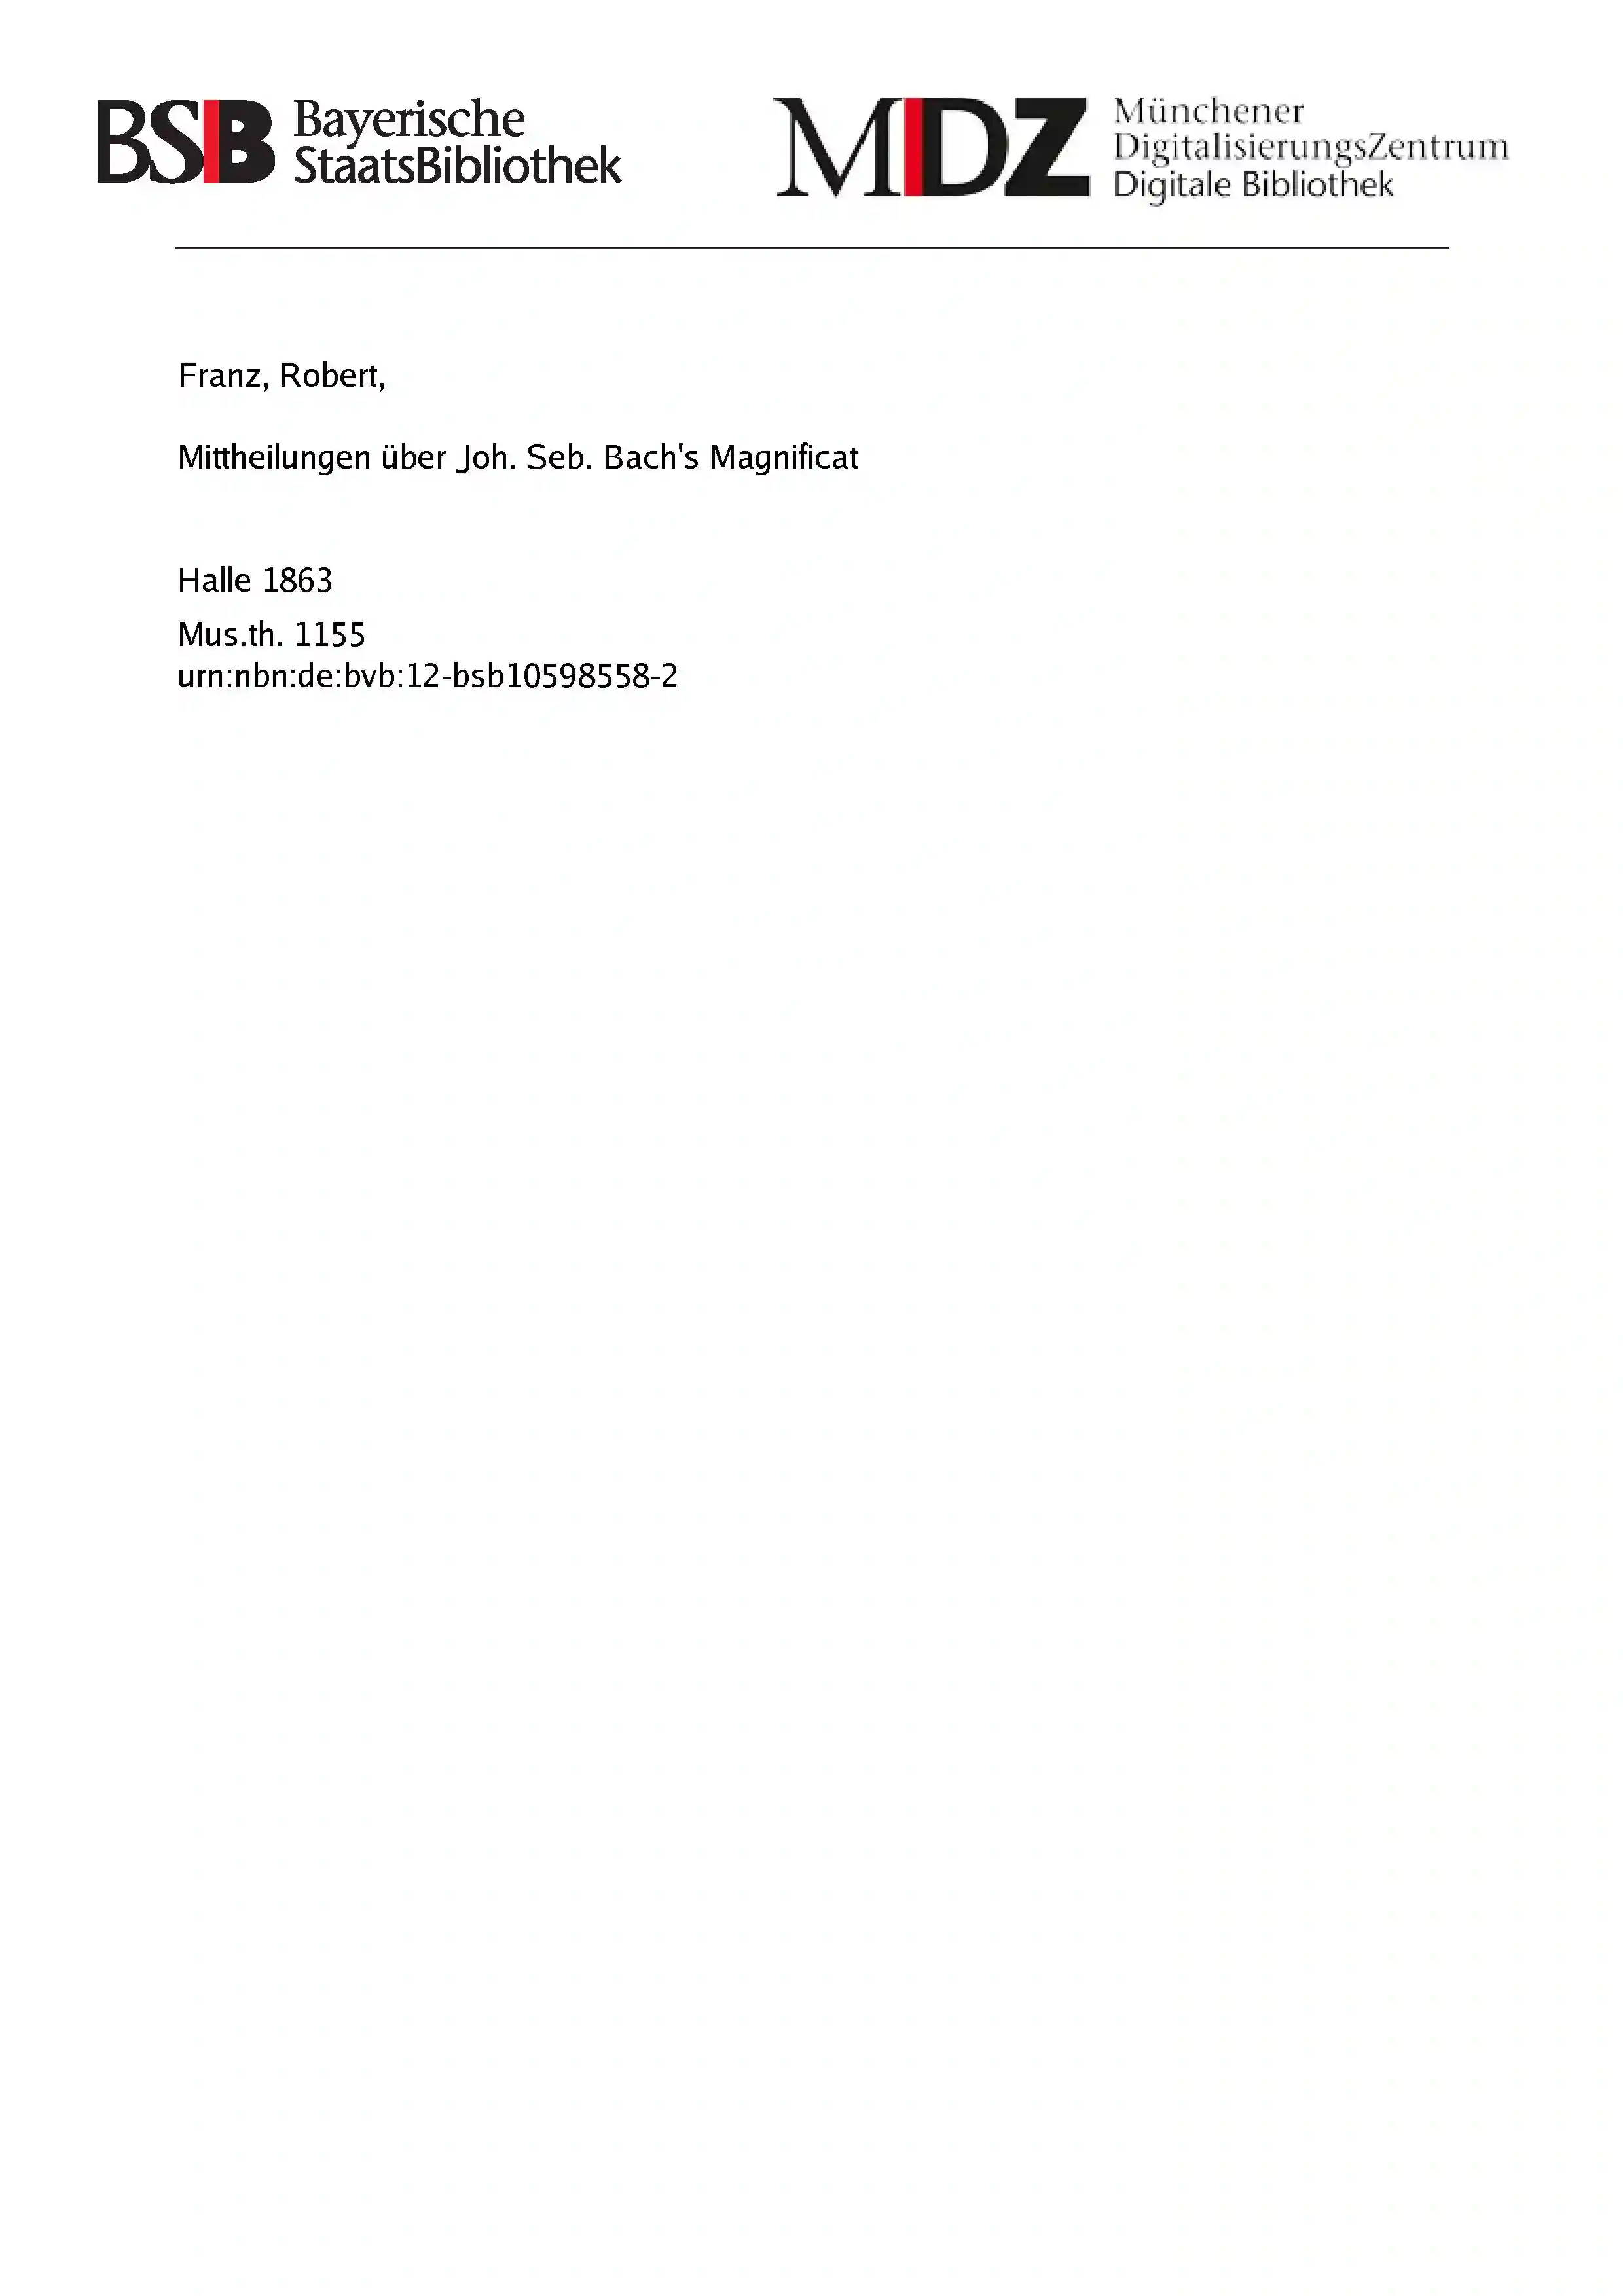 BSB Bayerische
StaatsBibliothek
MDZ Münchener
DigitalisierungsZentrum
Digitale Bibliothek
Franz, Robert,
Mittheilungen über Joh. Seb. Bach's Magnificat
Halle 1863
Mus.th. 1155
urn:nbn:de:bvb:12-bsb10598558-2